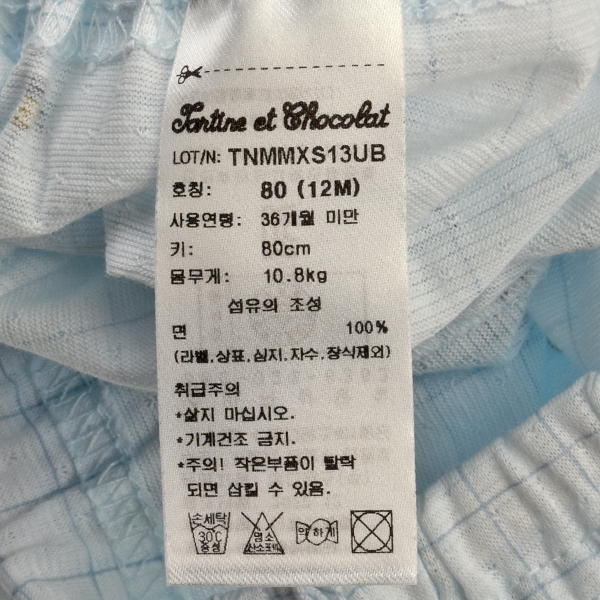 Tartine et Chocolat
LOT/N: TNMMXS13UB
호칭: 80 (12M)
사용연령: 36개월 미만
키: 80cm
몸무게: 10.8kg
섬유의 조성
면 100%
(라벨,상표,심지,자수,장식제외)
취급주의
*삶지 마십시오.
*기계건조 금지.
*주의! 작은부품이 탈락
되면 삼킬 수 있음.
손세탁
30℃
중성
염소
산소표백
약하게